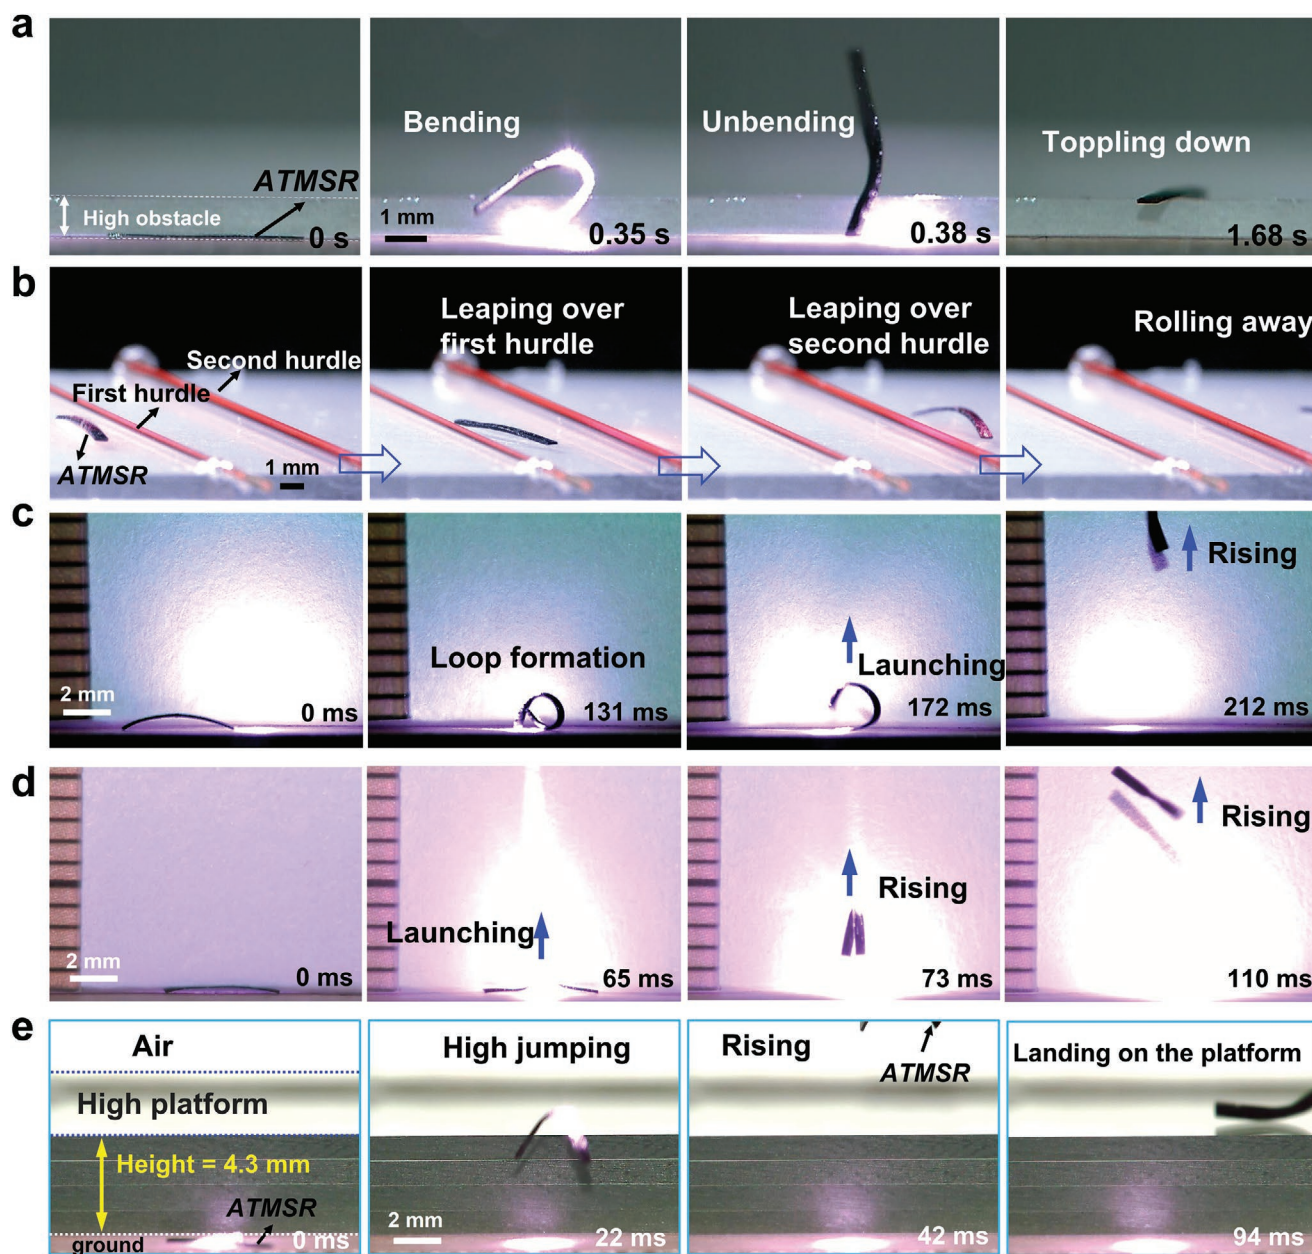 a
High obstacle
ATMSR
0 s
Bending
1 mm
0.35 s
Unbending
0.38 s
Toppling down
1.68 s
b
Second hurdle
First hurdle
ATMSR
1 mm
Leaping over
first hurdle
Leaping over
second hurdle
Rolling away
c
2 mm
0 ms
Loop formation
131 ms
Launching
172 ms
Rising
212 ms
d
2 mm
0 ms
Launching
65 ms
Rising
73 ms
Rising
110 ms
e
Air
High platform
Height = 4.3 mm
ATMSR
ground
0 ms
High jumping
2 mm
22 ms
Rising
ATMSR
42 ms
Landing on the platform
94 ms